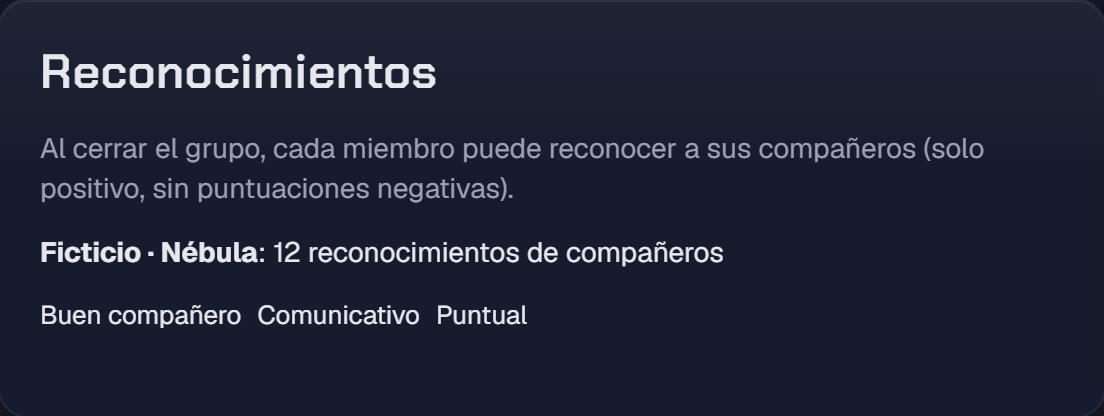 Reconocimientos
Al cerrar el grupo, cada miembro puede reconocer a sus compañeros (solo
positivo, sin puntuaciones negativas).
Ficticio · Nébula: 12 reconocimientos de compañeros
Buen compañero Comunicativo Puntual